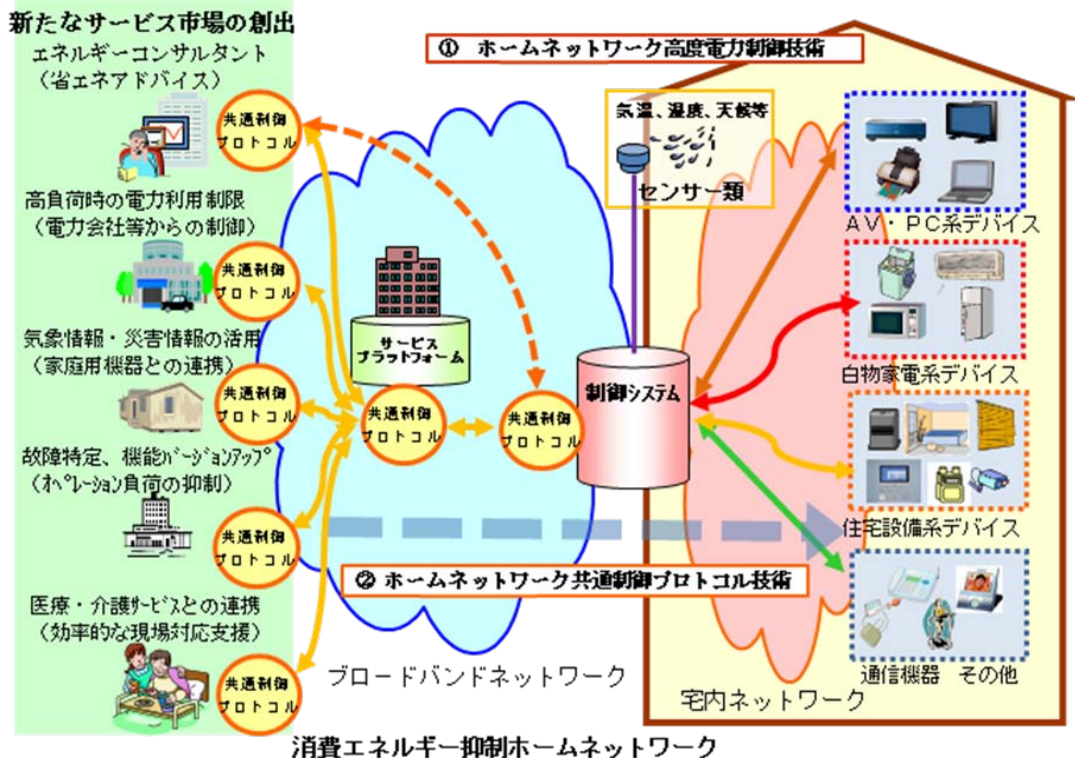 新たなサービス市場の創出
エネルギーコンサルタント
（省エネアドバイス）
共通制御
プロトコル
高負荷時の電力利用制限
（電力会社等からの制御）
共通制御
プロトコル
気象情報・災害情報の活用
（家庭用機器との連携）
共通制御
プロトコル
故障特定、機能ﾊﾞｰｼﾞｮﾝｱｯﾌﾟ
（ｵﾍﾟﾚｰｼｮﾝ負荷の抑制）
共通制御
プロトコル
医療・介護ｻｰﾋﾞｽとの連携
（効率的な現場対応支援）
共通制御
プロトコル
① ホームネットワーク高度電力制御技術
サービス
プラットフォーム
共通制御
プロトコル
共通制御
プロトコル
気温、湿度、天候等
センサー類
制御システム
② ホームネットワーク共通制御プロトコル技術
ブロードバンドネットワーク
ＡＶ・ＰＣ系デバイス
白物家電系デバイス
住宅設備系デバイス
通信機器　その他
宅内ネットワーク
消費エネルギー抑制ホームネットワーク